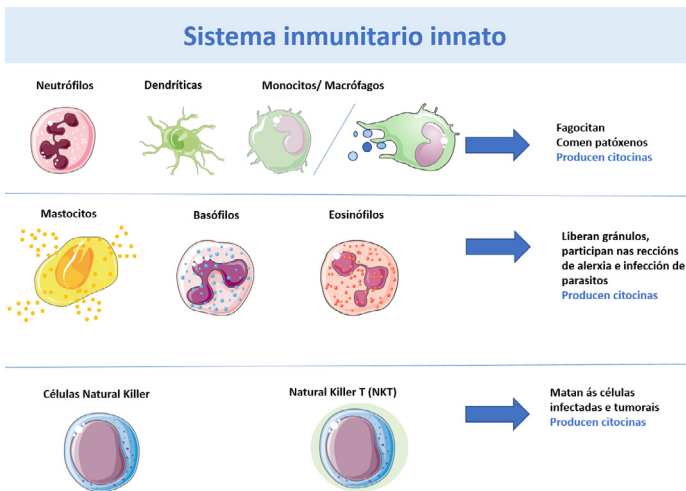 Sistema inmunitario innato
Neutrófilos
Dendríticas
Monocitos/ Macrófagos
Fagocitan
Comen patóxenos
Producen citocinas
Mastocitos
Basófilos
Eosinófilos
Liberan gránulos,
participan nas reccións
de alerxia e infección de
parasitos
Producen citocinas
Células Natural Killer
Natural Killer T (NKT)
Matan ás células
infectadas e tumorais
Producen citocinas